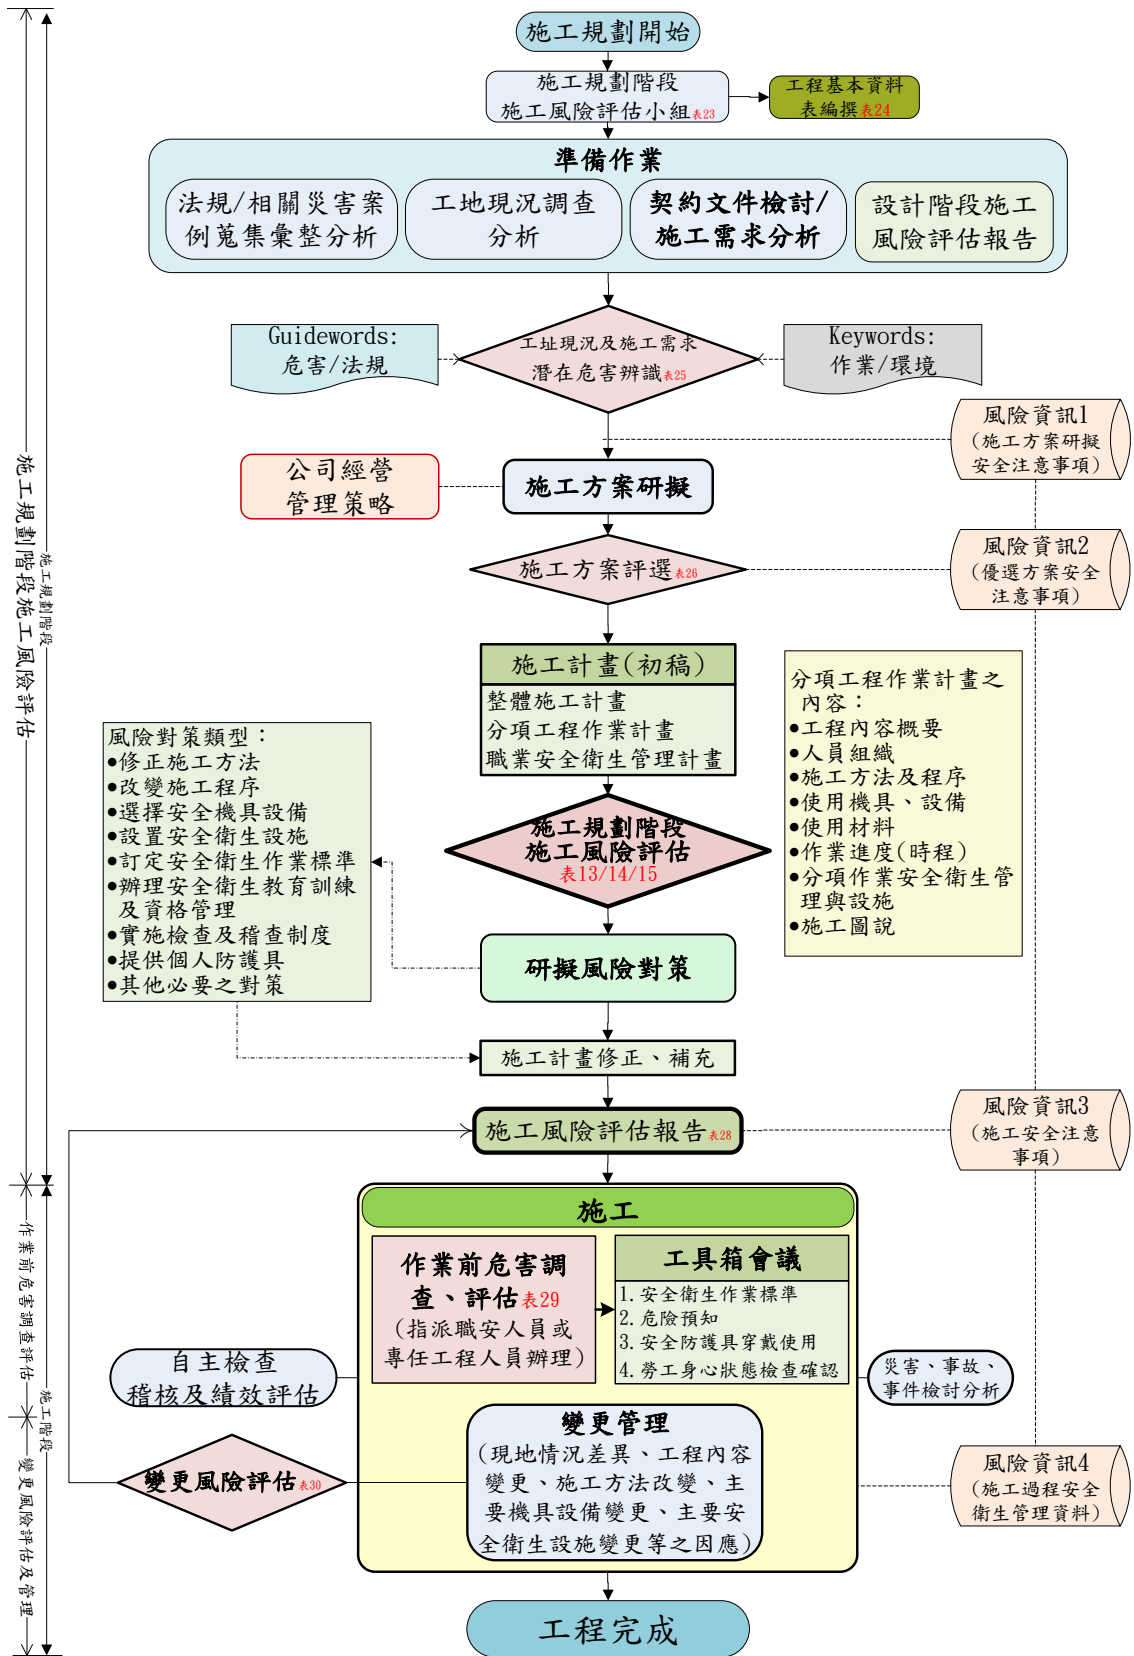 施工規劃開始
施工規劃階段
施工風險評估小組表23
工程基本資料
表編撰表24
準備作業
法規/相關災害案
例蒐集彙整分析
工地現況調查
分析
契約文件檢討/
施工需求分析
設計階段施工
風險評估報告
Guidewords:
危害/法規
工址現況及施工需求
潛在危害辨識表25
Keywords:
作業/環境
風險資訊1
(施工方案研擬
安全注意事項)
公司經營
管理策略
施工方案研擬
施工方案評選表26
風險資訊2
(優選方案安全
注意事項)
施工計畫(初稿)
整體施工計畫
分項工程作業計畫
職業安全衛生管理計畫
分項工程作業計畫之
內容：
●工程內容概要
●人員組織
●施工方法及程序
●使用機具、設備
●使用材料
●作業進度(時程)
●分項作業安全衛生管
理與設施
●施工圖說
風險對策類型：
●修正施工方法
●改變施工程序
●選擇安全機具設備
●設置安全衛生設施
●訂定安全衛生作業標準
●辦理安全衛生教育訓練
及資格管理
●實施檢查及稽查制度
●提供個人防護具
●其他必要之對策
施工規劃階段
施工風險評估
表13/14/15
研擬風險對策
施工計畫修正、補充
施工風險評估報告表28
風險資訊3
(施工安全注意
事項)
施工
作業前危害調
查、評估表29
(指派職安人員或
專任工程人員辦理)
工具箱會議
1.安全衛生作業標準
2.危險預知
3.安全防護具穿戴使用
4.勞工身心狀態檢查確認
自主檢查
稽核及績效評估
災害、事故、
事件檢討分析
變更管理
(現地情況差異、工程內容
變更、施工方法改變、主
要機具設備變更、主要安
全衛生設施變更等之因應)
變更風險評估表30
風險資訊4
(施工過程安全
衛生管理資料)
工程完成
施工規劃階段施工風險評估
施工規劃階段
作業前危害調查評估
施工階段
變更風險評估及管理